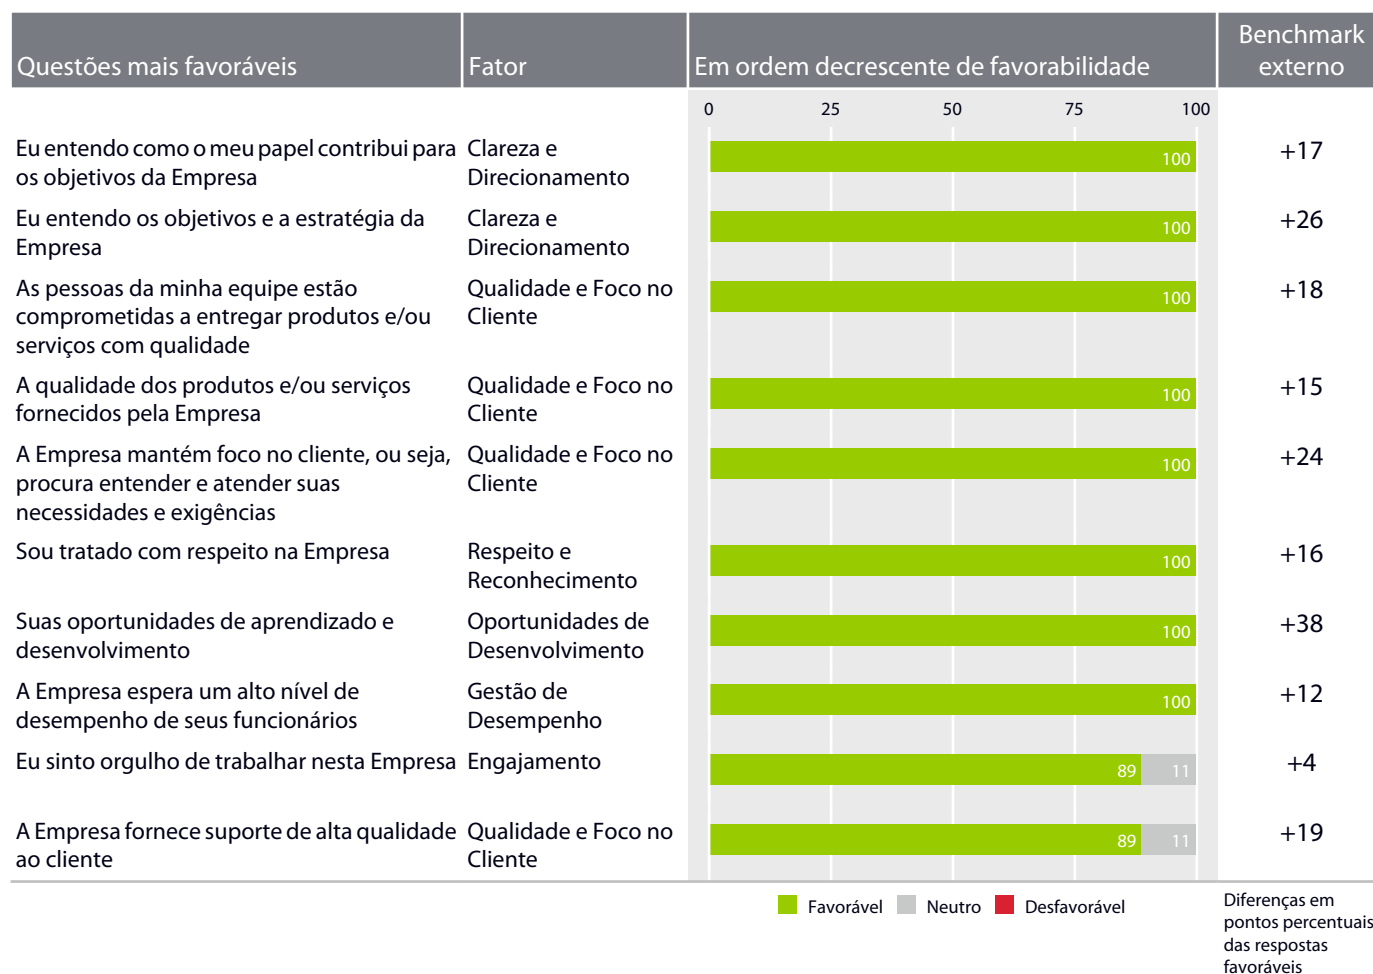 Questões mais favoráveis
Fator
Em ordem decrescente de favorabilidade
Benchmark
externo
0 25 50 75 100
Eu entendo como o meu papel contribui para
os objetivos da Empresa
Clareza e
Direcionamento
100
+17
Eu entendo os objetivos e a estratégia da
Empresa
Clareza e
Direcionamento
100
+26
As pessoas da minha equipe estão
comprometidas a entregar produtos e/ou
serviços com qualidade
Qualidade e Foco no
Cliente
100
+18
A qualidade dos produtos e/ou serviços
fornecidos pela Empresa
Qualidade e Foco no
Cliente
100
+15
A Empresa mantém foco no cliente, ou seja,
procura entender e atender suas
necessidades e exigências
Qualidade e Foco no
Cliente
100
+24
Sou tratado com respeito na Empresa
Respeito e
Reconhecimento
100
+16
Suas oportunidades de aprendizado e
desenvolvimento
Oportunidades de
Desenvolvimento
100
+38
A Empresa espera um alto nível de
desempenho de seus funcionários
Gestão de
Desempenho
100
+12
Eu sinto orgulho de trabalhar nesta Empresa
Engajamento
89 11
+4
A Empresa fornece suporte de alta qualidade
ao cliente
Qualidade e Foco no
Cliente
89 11
+19
Favorável Neutro Desfavorável
Diferenças em
pontos percentuais
das respostas
favoráveis